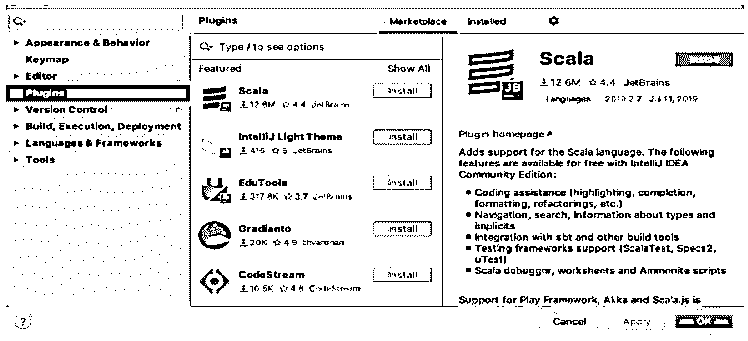 Plugins
Marketplace
Installed
Appearance & Behavior
Keymap
Editor
Plugins
Version Control
Build, Execution, Deployment
Languages & Frameworks
Tools
Type / to see options
Featured
Show All
Scala
12.6M 4.4 JetBrains
Install
IntelliJ Light Theme
416 5 JetBrains
Install
EduTools
317.8K 3.7 JetBrains
Install
Gradianto
20K 4.9
Install
CodeStream
10.5K 4.8 CodeStream
Install
Scala
12.6M 4.4 JetBrains
Languages 2019.2.7 Jul 11, 2019
Plugin homepage
Adds support for the Scala language. The following
features are available for free with IntelliJ IDEA
Community Edition:
Coding assistance (highlighting, completion,
formatting, refactorings, etc.)
Navigation, search, information about types and
implicits
Integration with sbt and other build tools
Testing frameworks support (ScalaTest, Specs2,
uTest)
Scala debugger, worksheets and Ammonite scripts
Support for Play Framework, Akka and Scala.js is
?
Cancel
Apply
OK